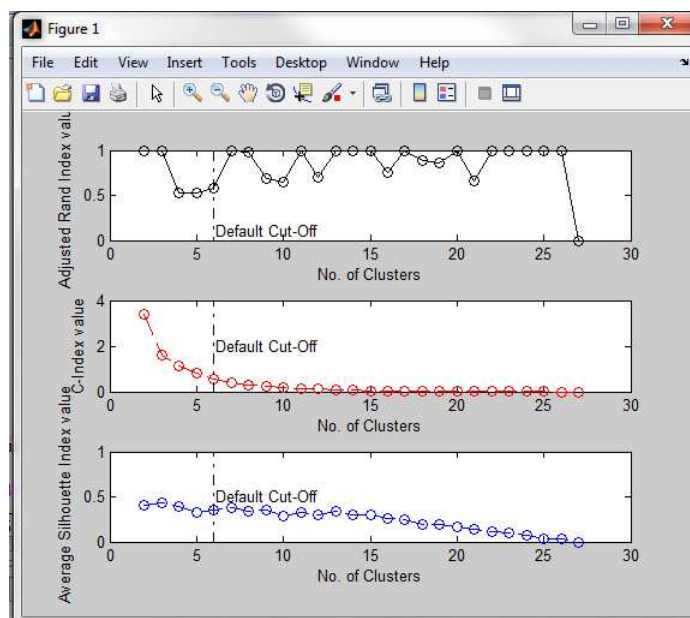 Figure 1
File Edit View Insert Tools Desktop Window Help
Adjusted Rand Index valu
1
0.5
0
Default Cut-Off
0 5 10 15 20 25 30
No. of Clusters
C-Index value
4
2
0
Default Cut-Off
0 5 10 15 20 25 30
No. of Clusters
Average Silhouette Index value
1
0.5
0
Default Cut-Off
0 5 10 15 20 25 30
No. of Clusters